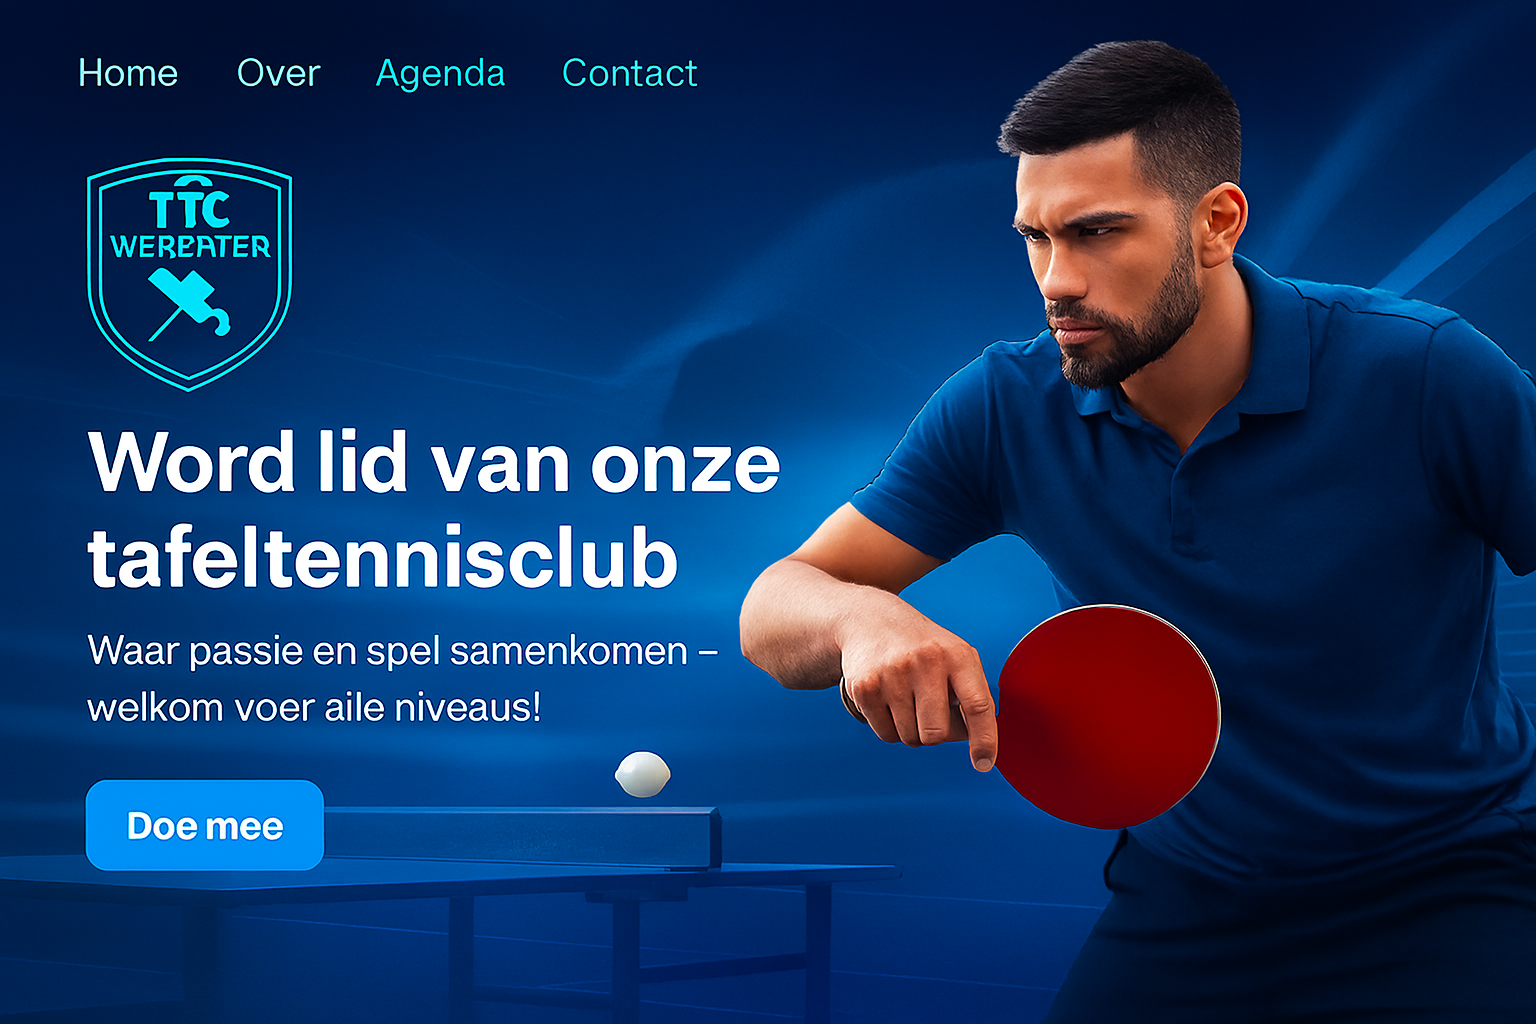 Home Over Agenda Contact
TTC
WERBEATER
Word lid van onze
tafeltennisclub
Waar passie en spel samenkomen –
welkom voer aile niveaus!
Doe mee